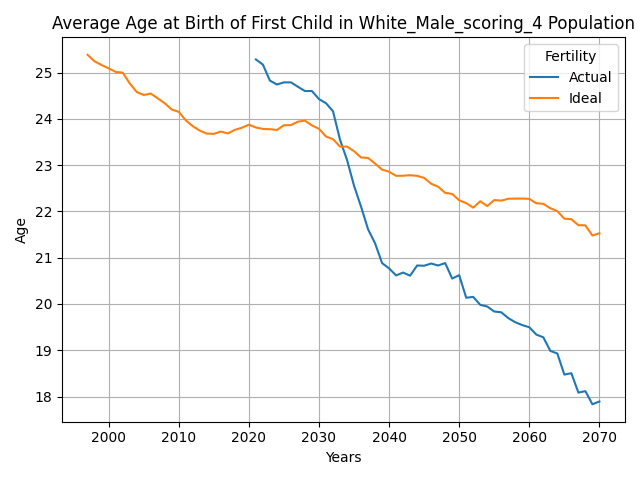 Average Age at Birth of First Child in White_Male_scoring_4 Population
Fertility
Actual
Ideal
Age
25
24
23
22
21
20
19
18
2000
2010
2020
2030
2040
2050
2060
2070
Years